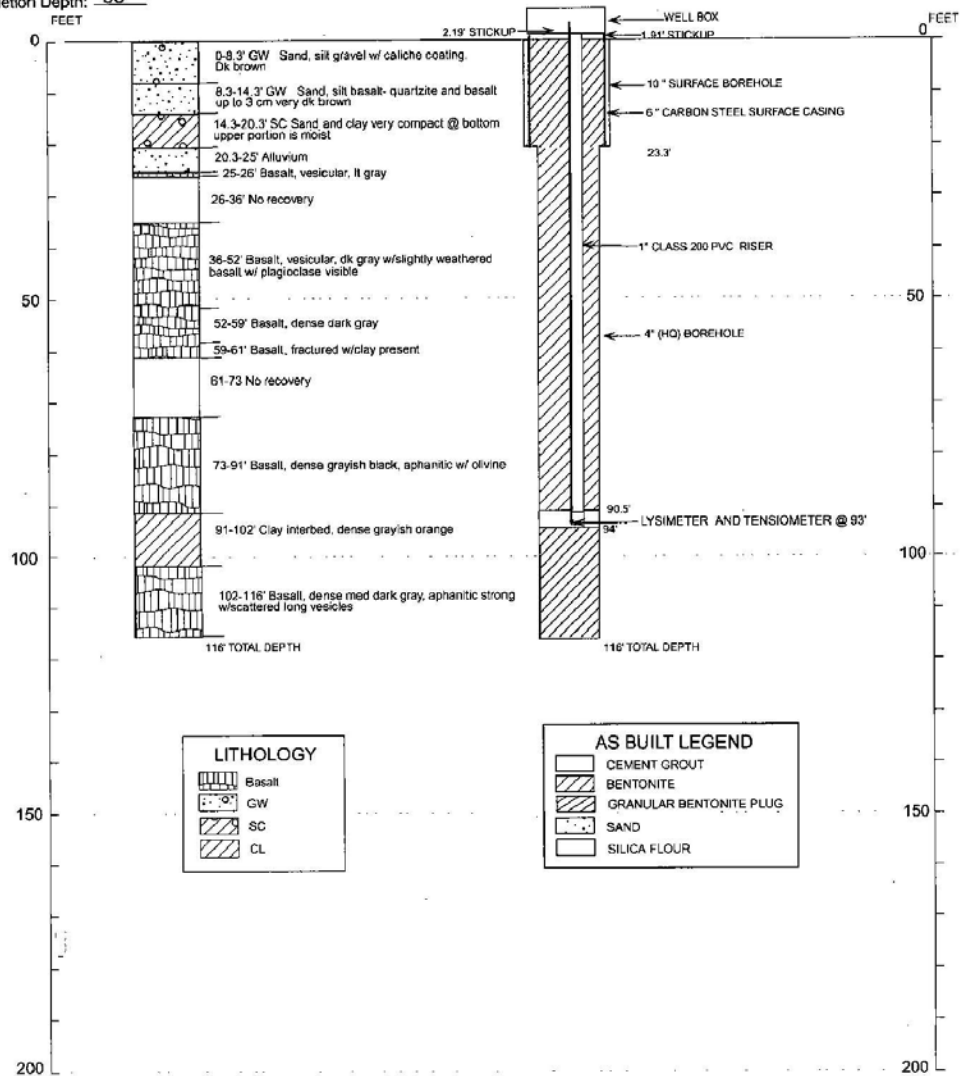 etion Depth:
FEET
FEET
0
0
50
50
100
100
150
150
200
200
0-8.3' GW Sand, silt gravel w/ caliche coating.
Dk brown
8.3-14.3' GW Sand, silt basalt- quartzite and basalt
up to 3 cm very dk brown
14.3-20.3' SC Sand and clay very compact @ bottom
upper portion is moist
20.3-25' Alluvium
25-26' Basalt, vesicular, lt gray
26-36' No recovery
36-52' Basalt, vesicular, dk gray w/slightly weathered
basalt w/ plagioclase visible
52-59' Basalt, dense dark gray
59-61' Basalt, fractured w/clay present
61-73 No recovery
73-91' Basalt, dense grayish black, aphanitic w/ olivine
91-102' Clay interbed, dense grayish orange
102-116' Basalt, dense med dark gray, aphanitic strong
w/scattered long vesicles
116' TOTAL DEPTH
2.19' STICKUP
WELL BOX
1.91' STICKUP
10" SURFACE BOREHOLE
6" CARBON STEEL SURFACE CASING
23.3'
1" CLASS 200 PVC RISER
4" (HQ) BOREHOLE
90.5'
LYSIMETER AND TENSIOMETER @ 93'
94'
116' TOTAL DEPTH
LITHOLOGY
Basalt
GW
SC
CL
AS BUILT LEGEND
CEMENT GROUT
BENTONITE
GRANULAR BENTONITE PLUG
SAND
SILICA FLOUR